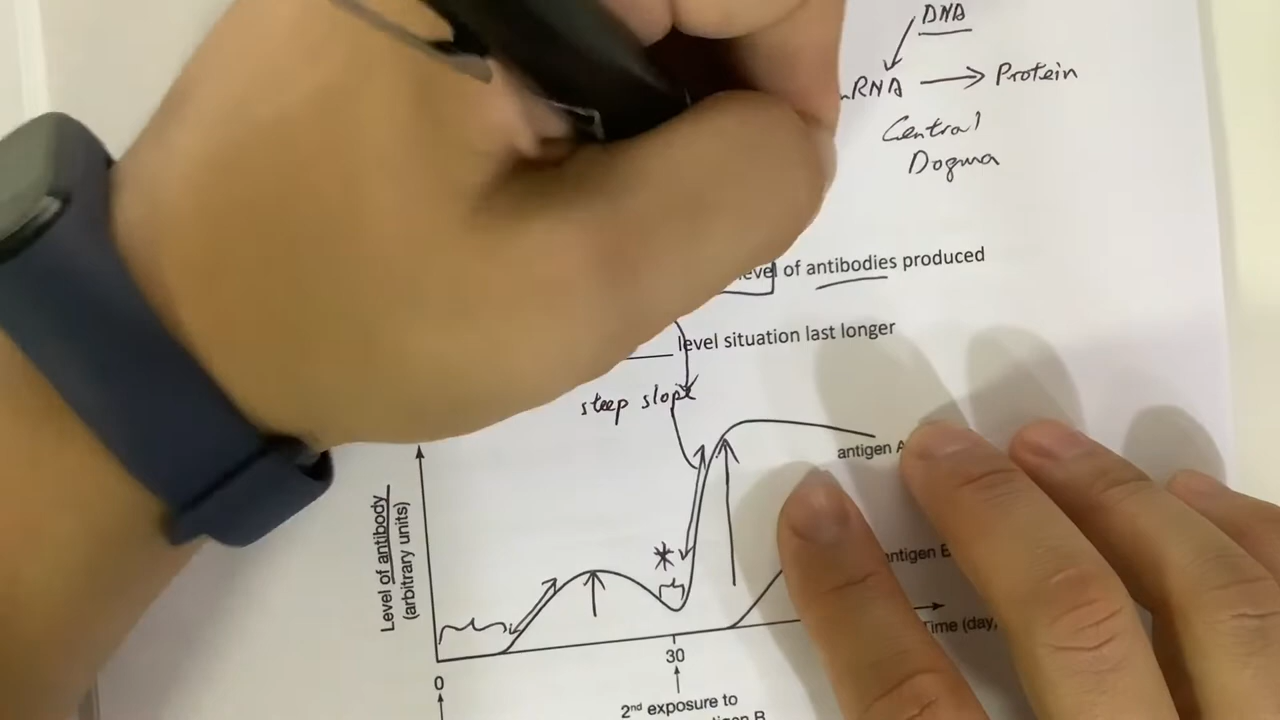 DNA
RNA → Protein
Central
Dogma
level of antibodies produced
level situation last longer
steep slope
antigen A
Level of antibody
(arbitrary units)
*
antigen B
Time (day,
30
0
2nd exposure to
antigen B